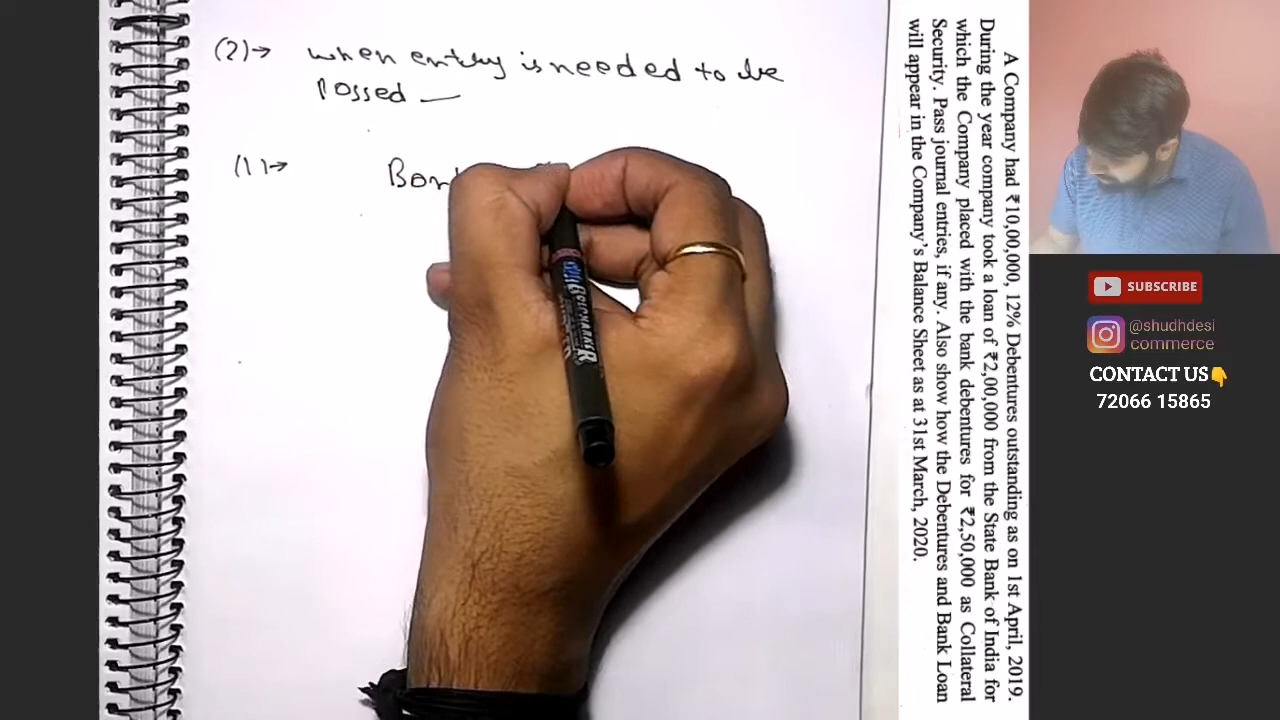 (2)→ when entry is needed to be
passed —
(1)→ Bank
A Company had ₹10,00,000, 12% Debentures outstanding as on 1st April, 2019.
During the year company took a loan of ₹2,00,000 from the State Bank of India for
which the Company placed with the bank debentures for ₹2,50,000 as Collateral
Security. Pass journal entries, if any. Also show how the Debentures and Bank Loan
will appear in the Company's Balance Sheet as at 31st March, 2020.
SUBSCRIBE
@shudhdesi
commerce
CONTACT US👇
72066 15865